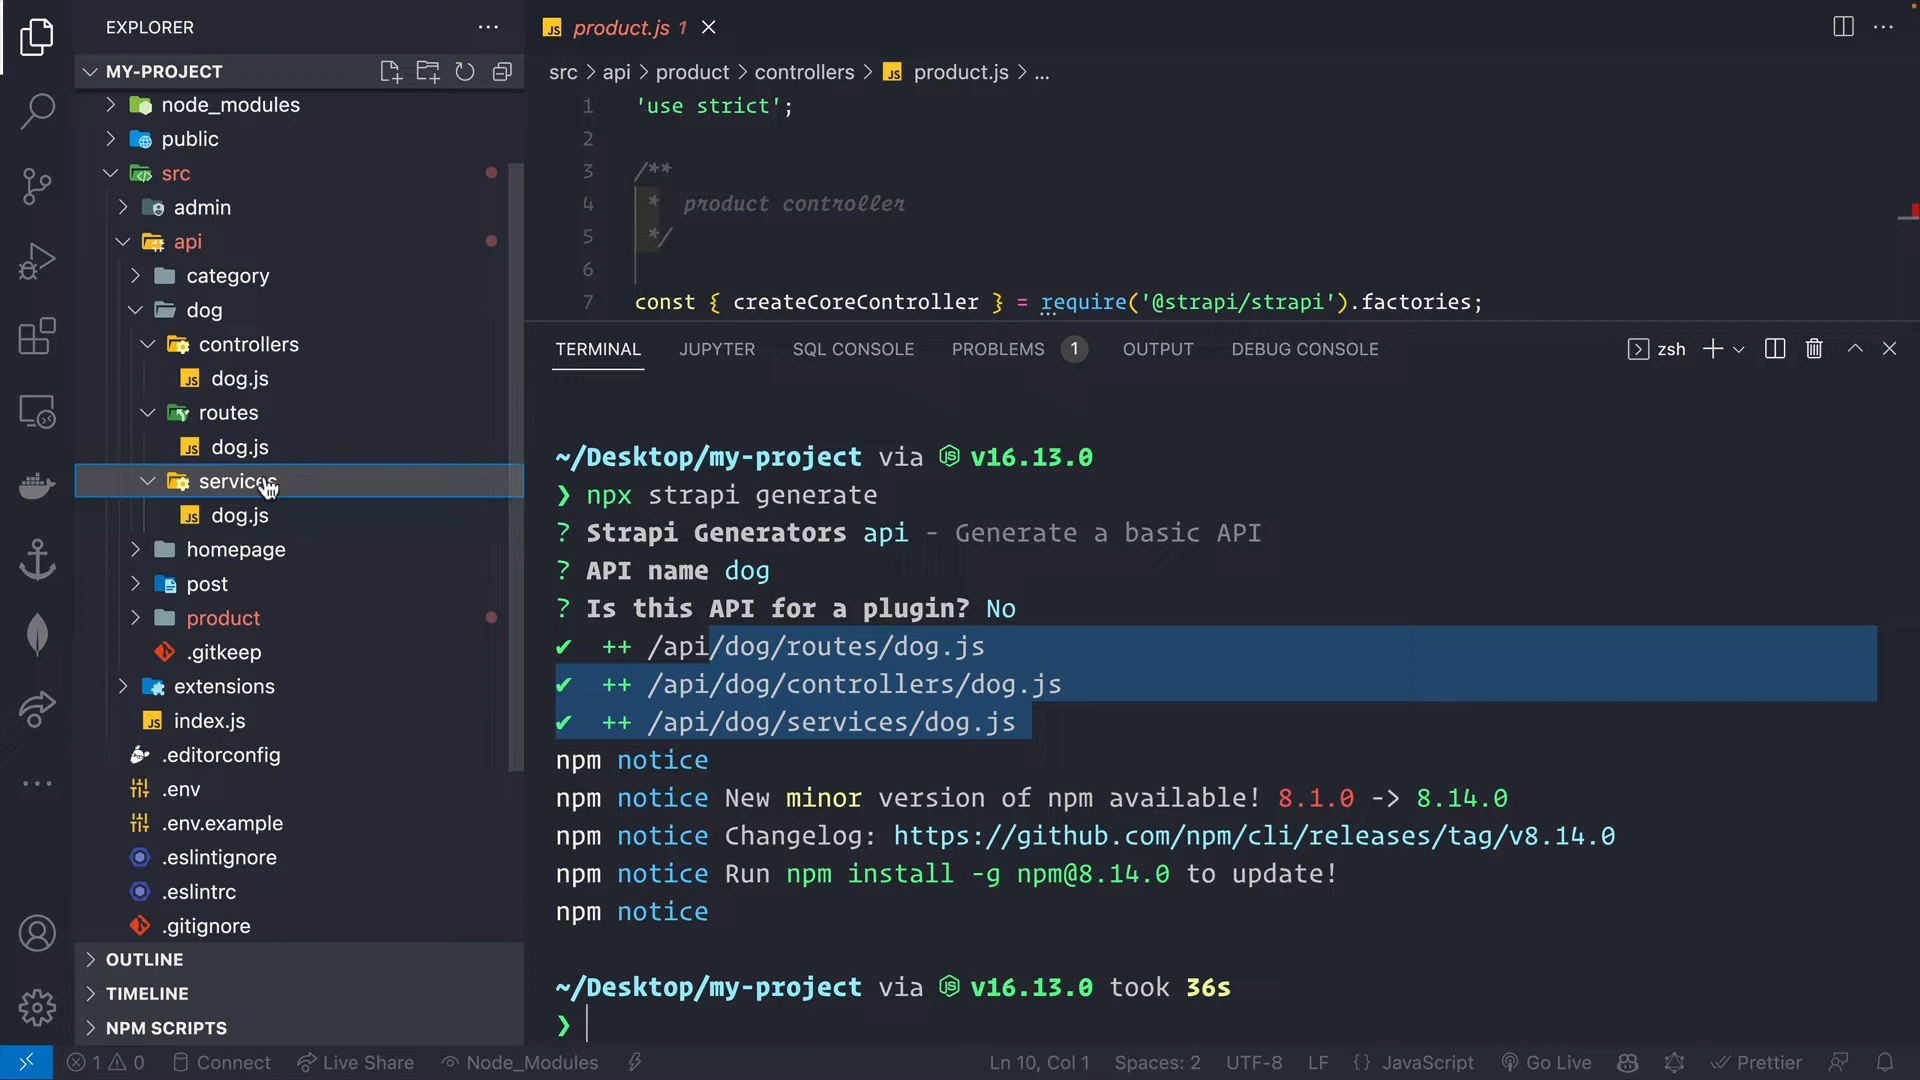 EXPLORER
MY-PROJECT
node_modules
public
src
admin
api
category
dog
controllers
dog.js
routes
dog.js
services
dog.js
homepage
post
product
.gitkeep
extensions
index.js
.editorconfig
.env
.env.example
.eslintignore
.eslintrc
.gitignore
OUTLINE
TIMELINE
NPM SCRIPTS
product.js 1
src > api > product > controllers > product.js > ...
1 'use strict';
2
3 /**
4 * product controller
5 */
6
7 const { createCoreController } = require('@strapi/strapi').factories;
TERMINAL JUPYTER SQL CONSOLE PROBLEMS 1 OUTPUT DEBUG CONSOLE zsh
~/Desktop/my-project via v16.13.0
❯ npx strapi generate
? Strapi Generators api - Generate a basic API
? API name dog
? Is this API for a plugin? No
✔ ++ /api/dog/routes/dog.js
✔ ++ /api/dog/controllers/dog.js
✔ ++ /api/dog/services/dog.js
npm notice
npm notice New minor version of npm available! 8.1.0 -> 8.14.0
npm notice Changelog: https://github.com/npm/cli/releases/tag/v8.14.0
npm notice Run npm install -g npm@8.14.0 to update!
npm notice
~/Desktop/my-project via v16.13.0 took 36s
❯
1 0 Connect Live Share Node_Modules Ln 10, Col 1 Spaces: 2 UTF-8 LF {} JavaScript Go Live Prettier